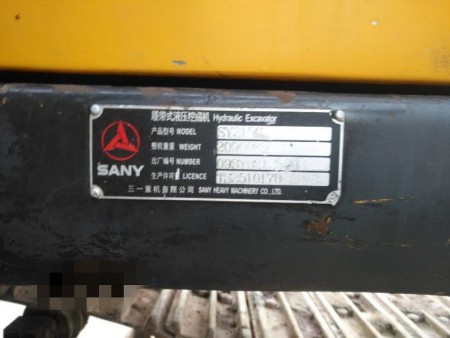 履带式液压挖掘机 Hydraulic Excavator
产品型号 MODEL
整机重量 WEIGHT
出厂编号 NUMBER
生产许可 LICENCE
SANY
三一重机有限公司 SANY HEAVY MACHINERY CO.,LTD.